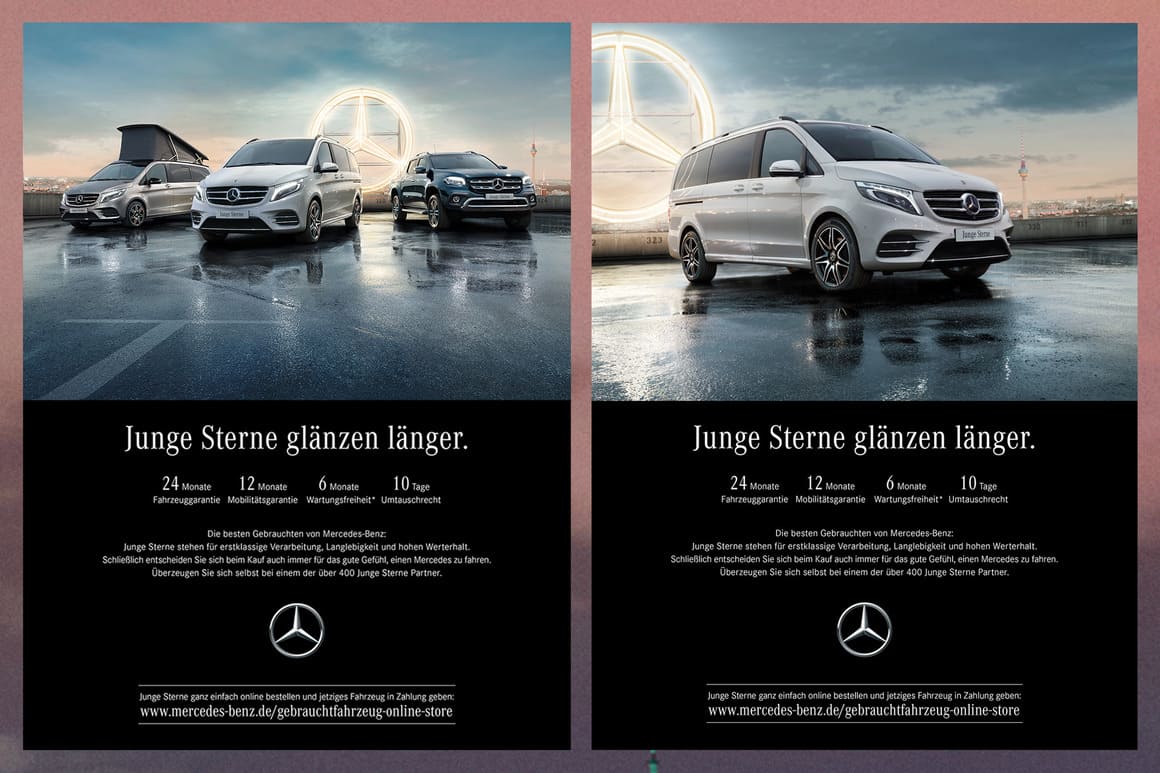 Junge Sterne
323
Junge Sterne
Junge Sterne glänzen länger.
24 Monate 12 Monate 6 Monate 10 Tage
Fahrzeuggarantie Mobilitätsgarantie Wartungsfreiheit* Umtauschrecht
Die besten Gebrauchten von Mercedes-Benz:
Junge Sterne stehen für erstklassige Verarbeitung, Langlebigkeit und hohen Werterhalt.
Schließlich entscheiden Sie sich beim Kauf auch immer für das gute Gefühl, einen Mercedes zu fahren.
Überzeugen Sie sich selbst bei einem der über 400 Junge Sterne Partner.
Junge Sterne ganz einfach online bestellen und jetziges Fahrzeug in Zahlung geben:
www.mercedes-benz.de/gebrauchtfahrzeug-online-store
Junge Sterne glänzen länger.
24 Monate 12 Monate 6 Monate 10 Tage
Fahrzeuggarantie Mobilitätsgarantie Wartungsfreiheit* Umtauschrecht
Die besten Gebrauchten von Mercedes-Benz:
Junge Sterne stehen für erstklassige Verarbeitung, Langlebigkeit und hohen Werterhalt.
Schließlich entscheiden Sie sich beim Kauf auch immer für das gute Gefühl, einen Mercedes zu fahren.
Überzeugen Sie sich selbst bei einem der über 400 Junge Sterne Partner.
Junge Sterne ganz einfach online bestellen und jetziges Fahrzeug in Zahlung geben:
www.mercedes-benz.de/gebrauchtfahrzeug-online-store